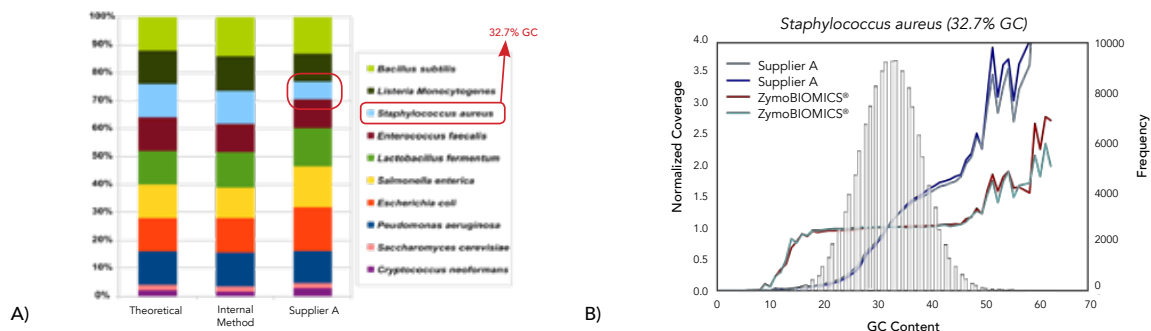 100%
90%
80%
70%
60%
50%
40%
30%
20%
10%
0%
Theoretical
Internal
Method
Supplier A
32.7% GC
Bacillus subtilis
Listeria Monocytogenes
Staphylococcus aureus
Enterococcus faecalis
Lactobacillus fermentum
Salmonella enterica
Escherichia coli
Pseudomonas aeruginosa
Saccharomyces cerevisiae
Cryptococcus neoformans
A)
Staphylococcus aureus (32.7% GC)
Normalized Coverage
4.0
3.5
3.0
2.5
2.0
1.5
1.0
0.5
0.0
Supplier A
Supplier A
ZymoBIOMICS®
ZymoBIOMICS®
10000
8000
6000
4000
2000
0
Frequency
0
10
20
30
40
50
60
70
GC Content
B)